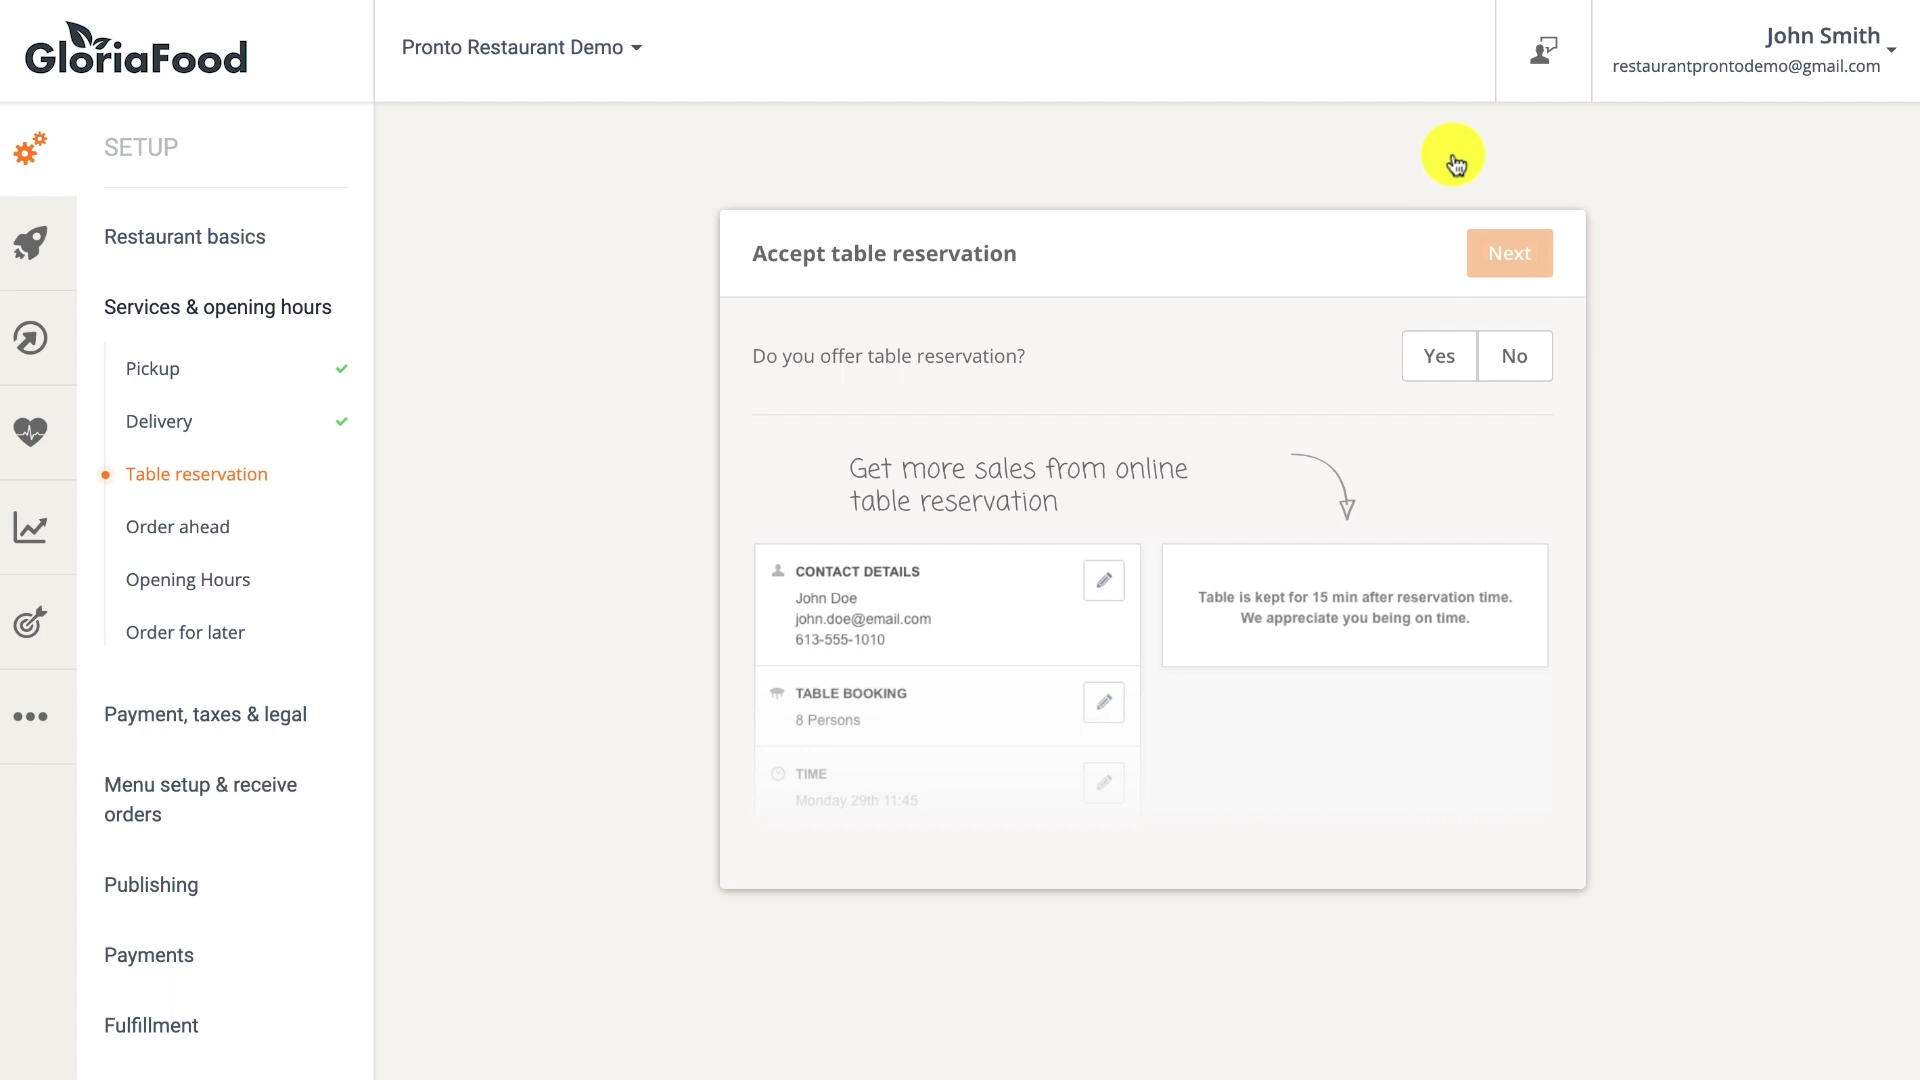 GloriaFood
Pronto Restaurant Demo
John Smith
restaurantprontodemo@gmail.com
SETUP
Restaurant basics
Services & opening hours
Pickup
Delivery
Table reservation
Order ahead
Opening Hours
Order for later
Payment, taxes & legal
Menu setup & receive
orders
Publishing
Payments
Fulfillment
Accept table reservation
Next
Do you offer table reservation?
Yes
No
Get more sales from online
table reservation
CONTACT DETAILS
John Doe
john.doe@email.com
613-555-1010
TABLE BOOKING
8 Persons
TIME
Monday 29th 11:45
Table is kept for 15 min after reservation time.
We appreciate you being on time.